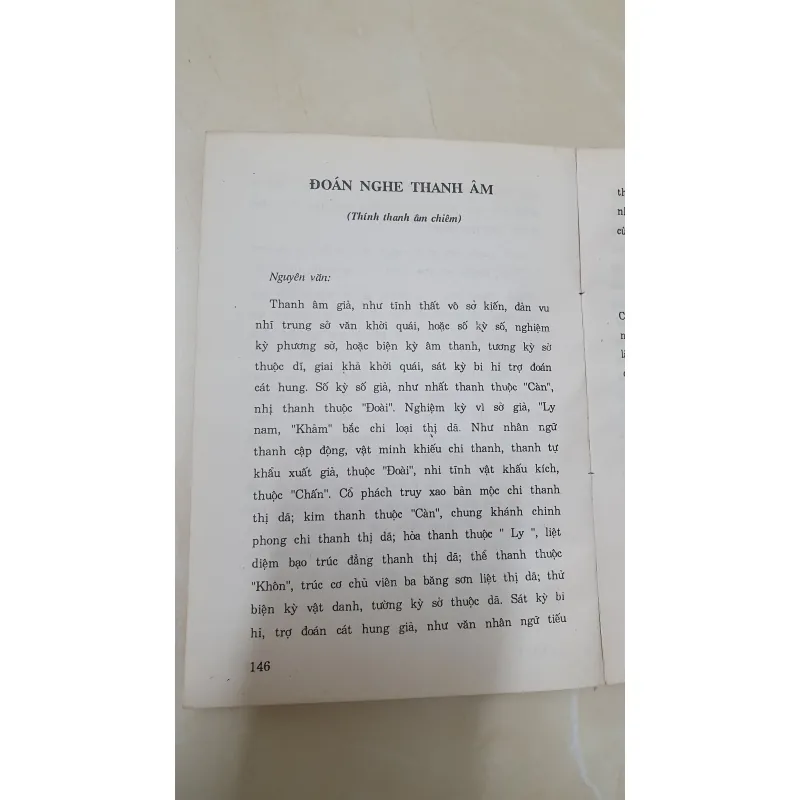 ĐOÁN NGHE THANH ÂM
(Thính thanh âm chiêm)
Nguyên văn:
Thanh âm giả, như tĩnh thất vô sở kiến, đản vu
nhĩ trung sở văn khởi quái, hoặc số kỳ số, nghiệm
kỳ phương sở, hoặc biện kỳ âm thanh, tương kỳ sở
thuộc dĩ, giai khả khởi quái, sát kỳ bi hỉ trợ đoán
cát hung. Số kỳ số giả, như nhất thanh thuộc "Càn",
nhị thanh thuộc "Đoài". Nghiệm kỳ vi sở giả, "Ly
nam, "Khảm" bắc chi loại thị dã. Như nhân ngữ
thanh cập động, vật minh khiếu chi thanh, thanh tự
khẩu xuất giả, thuộc "Đoài", nhi tĩnh vật khấu kích,
thuộc "Chấn". Cổ phách truy xao bản mộc chi thanh
thị dã; kim thanh thuộc "Càn", chung khánh chinh
phong chi thanh thị dã; hỏa thanh thuộc " Ly ", liệt
diệm bạo trúc đẳng thanh thị dã; thể thanh thuộc
"Khôn", trúc cơ chủ viên ba băng sơn liệt thị dã; thử
biện kỳ vật danh, tường kỳ sở thuộc dã. Sát kỳ bi
hỉ, trợ đoán cát hung giả, như văn nhân ngữ tiếu
146
th
nh
củ
C
n
li
c